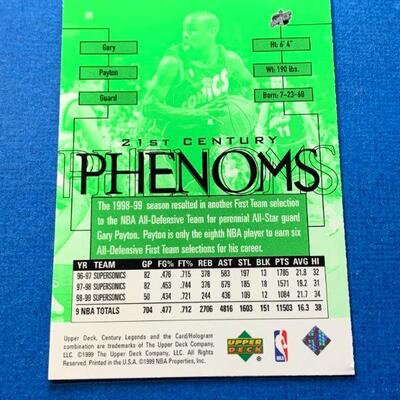 Gary
Payton
Guard
Ht: 6' 4"
Wt: 190 lbs.
Born: 7-23-68
21ST CENTURY
PHENOMS
The 1998-99 season resulted in another First Team selection
to the NBA All-Defensive Team for perennial All-Star guard
Gary Payton. Payton is only the eighth NBA player to earn six
All-Defensive First Team selections for his career.
YR TEAM GP FG% FT% REB AST STL BLK PTS AVG HI
96-97 SUPERSONICS 82 .476 .715 378 583 197 13 1785 21.8 32
97-98 SUPERSONICS 82 .453 .744 376 679 185 18 1571 19.2 31
98-99 SUPERSONICS 50 .434 .721 244 436 109 12 1084 21.7 34
9 NBA TOTALS 704 .477 .712 2706 4816 1603 151 11503 16.3 38
Upper Deck, Century Legends and the Card/Hologram
combination are trademarks of The Upper Deck Company,
LLC. ©1999 The Upper Deck Company, LLC. All Rights
Reserved. Printed in the U.S.A. ©1999 NBA Properties, Inc.
UPPER
DECK
NBA